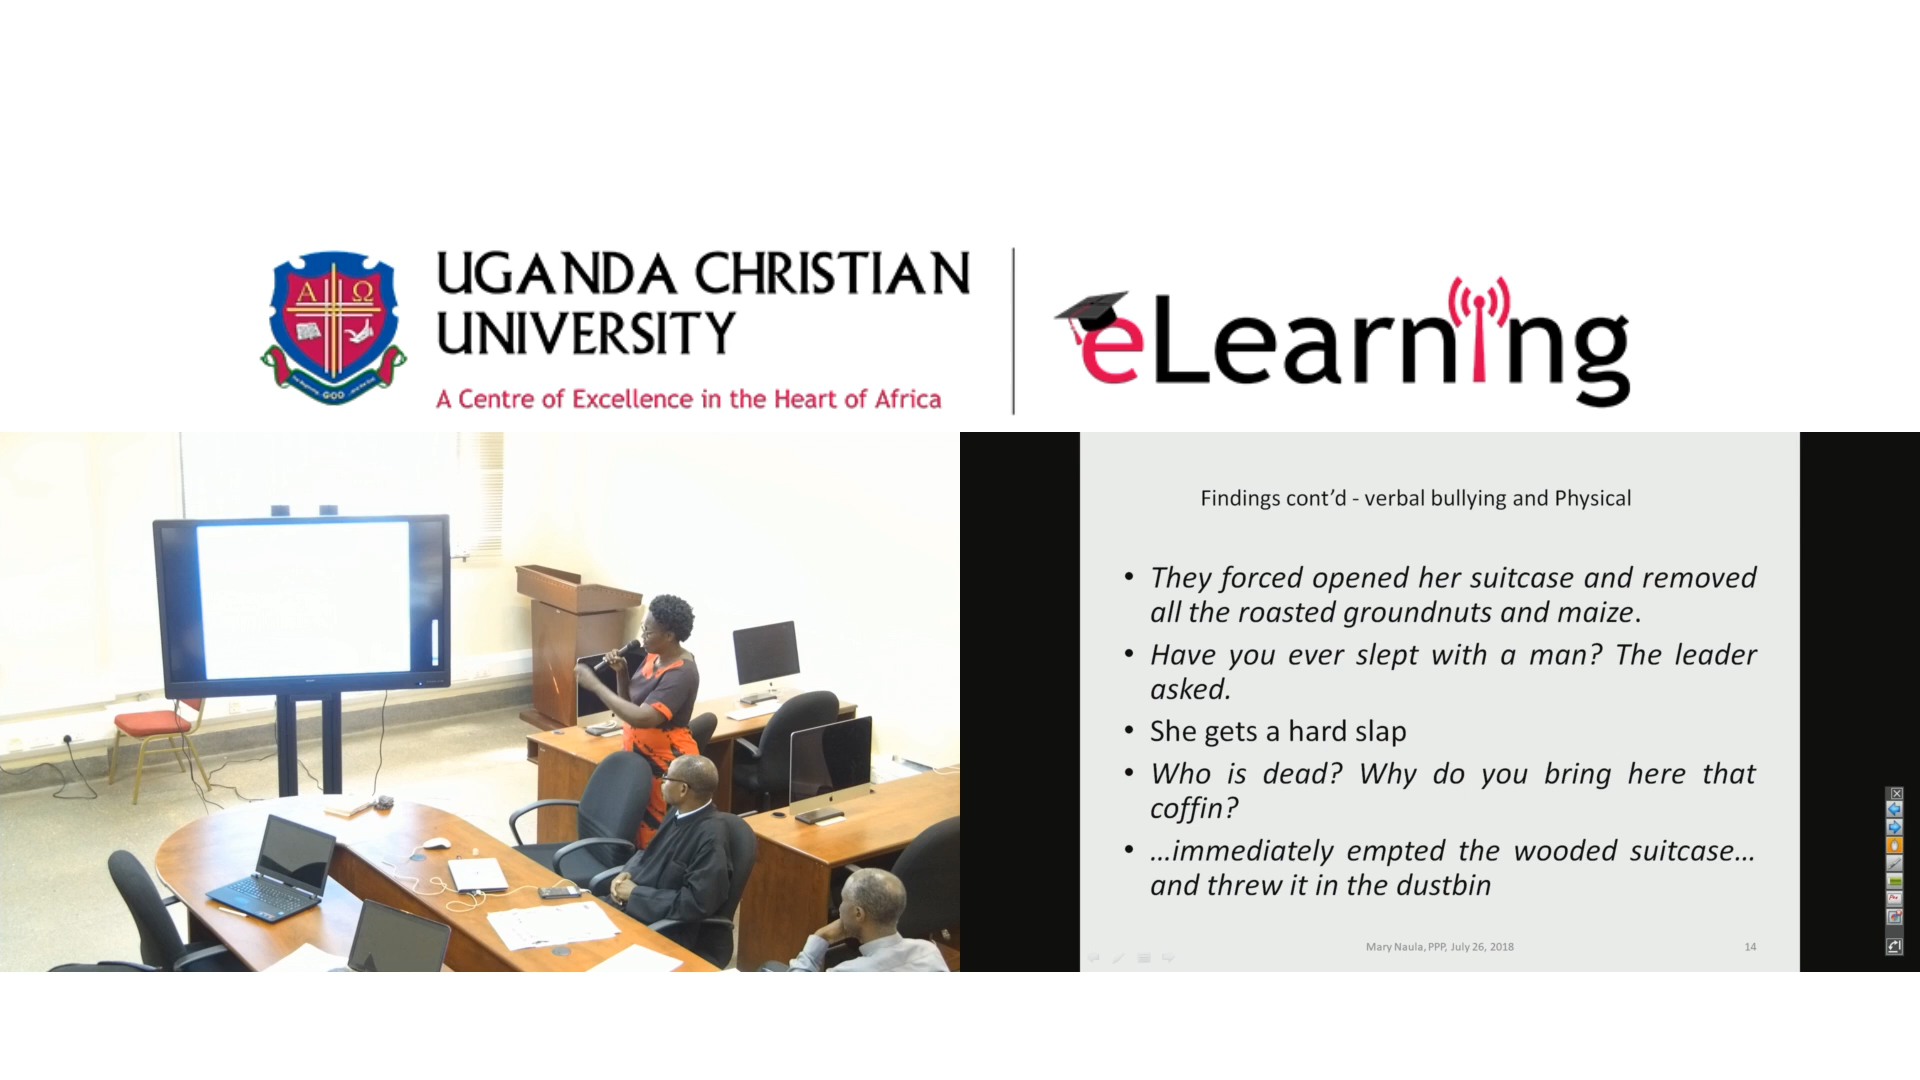 UGANDA CHRISTIAN
UNIVERSITY
A Centre of Excellence in the Heart of Africa
eLearning
Α Ω
GOD
Findings cont’d - verbal bullying and Physical
• They forced opened her suitcase and removed
all the roasted groundnuts and maize.
• Have you ever slept with a man? The leader
asked.
• She gets a hard slap
• Who is dead? Why do you bring here that
coffin?
• …immediately empted the wooded suitcase…
and threw it in the dustbin
Mary Naula, PPP, July 26, 2018
14